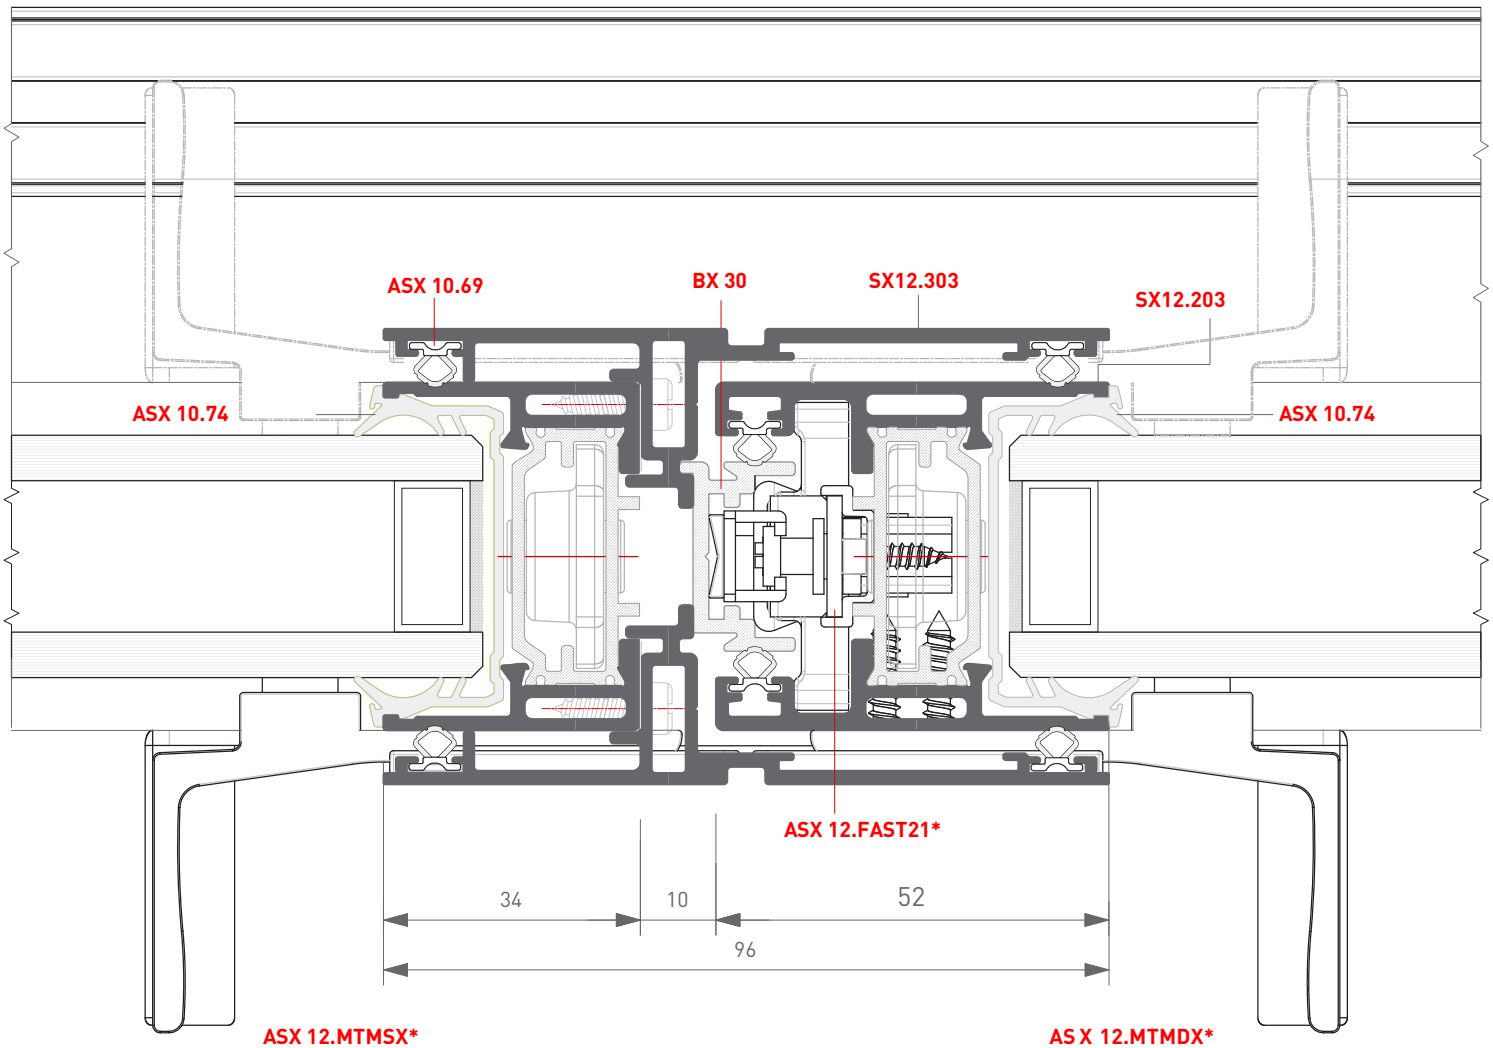 ASX 10.69
BX 30
SX12.303
SX12.203
ASX 10.74
ASX 10.74
ASX 12.FAST21*
34
10
52
96
ASX 12.MTMSX*
AS X 12.MTMDX*